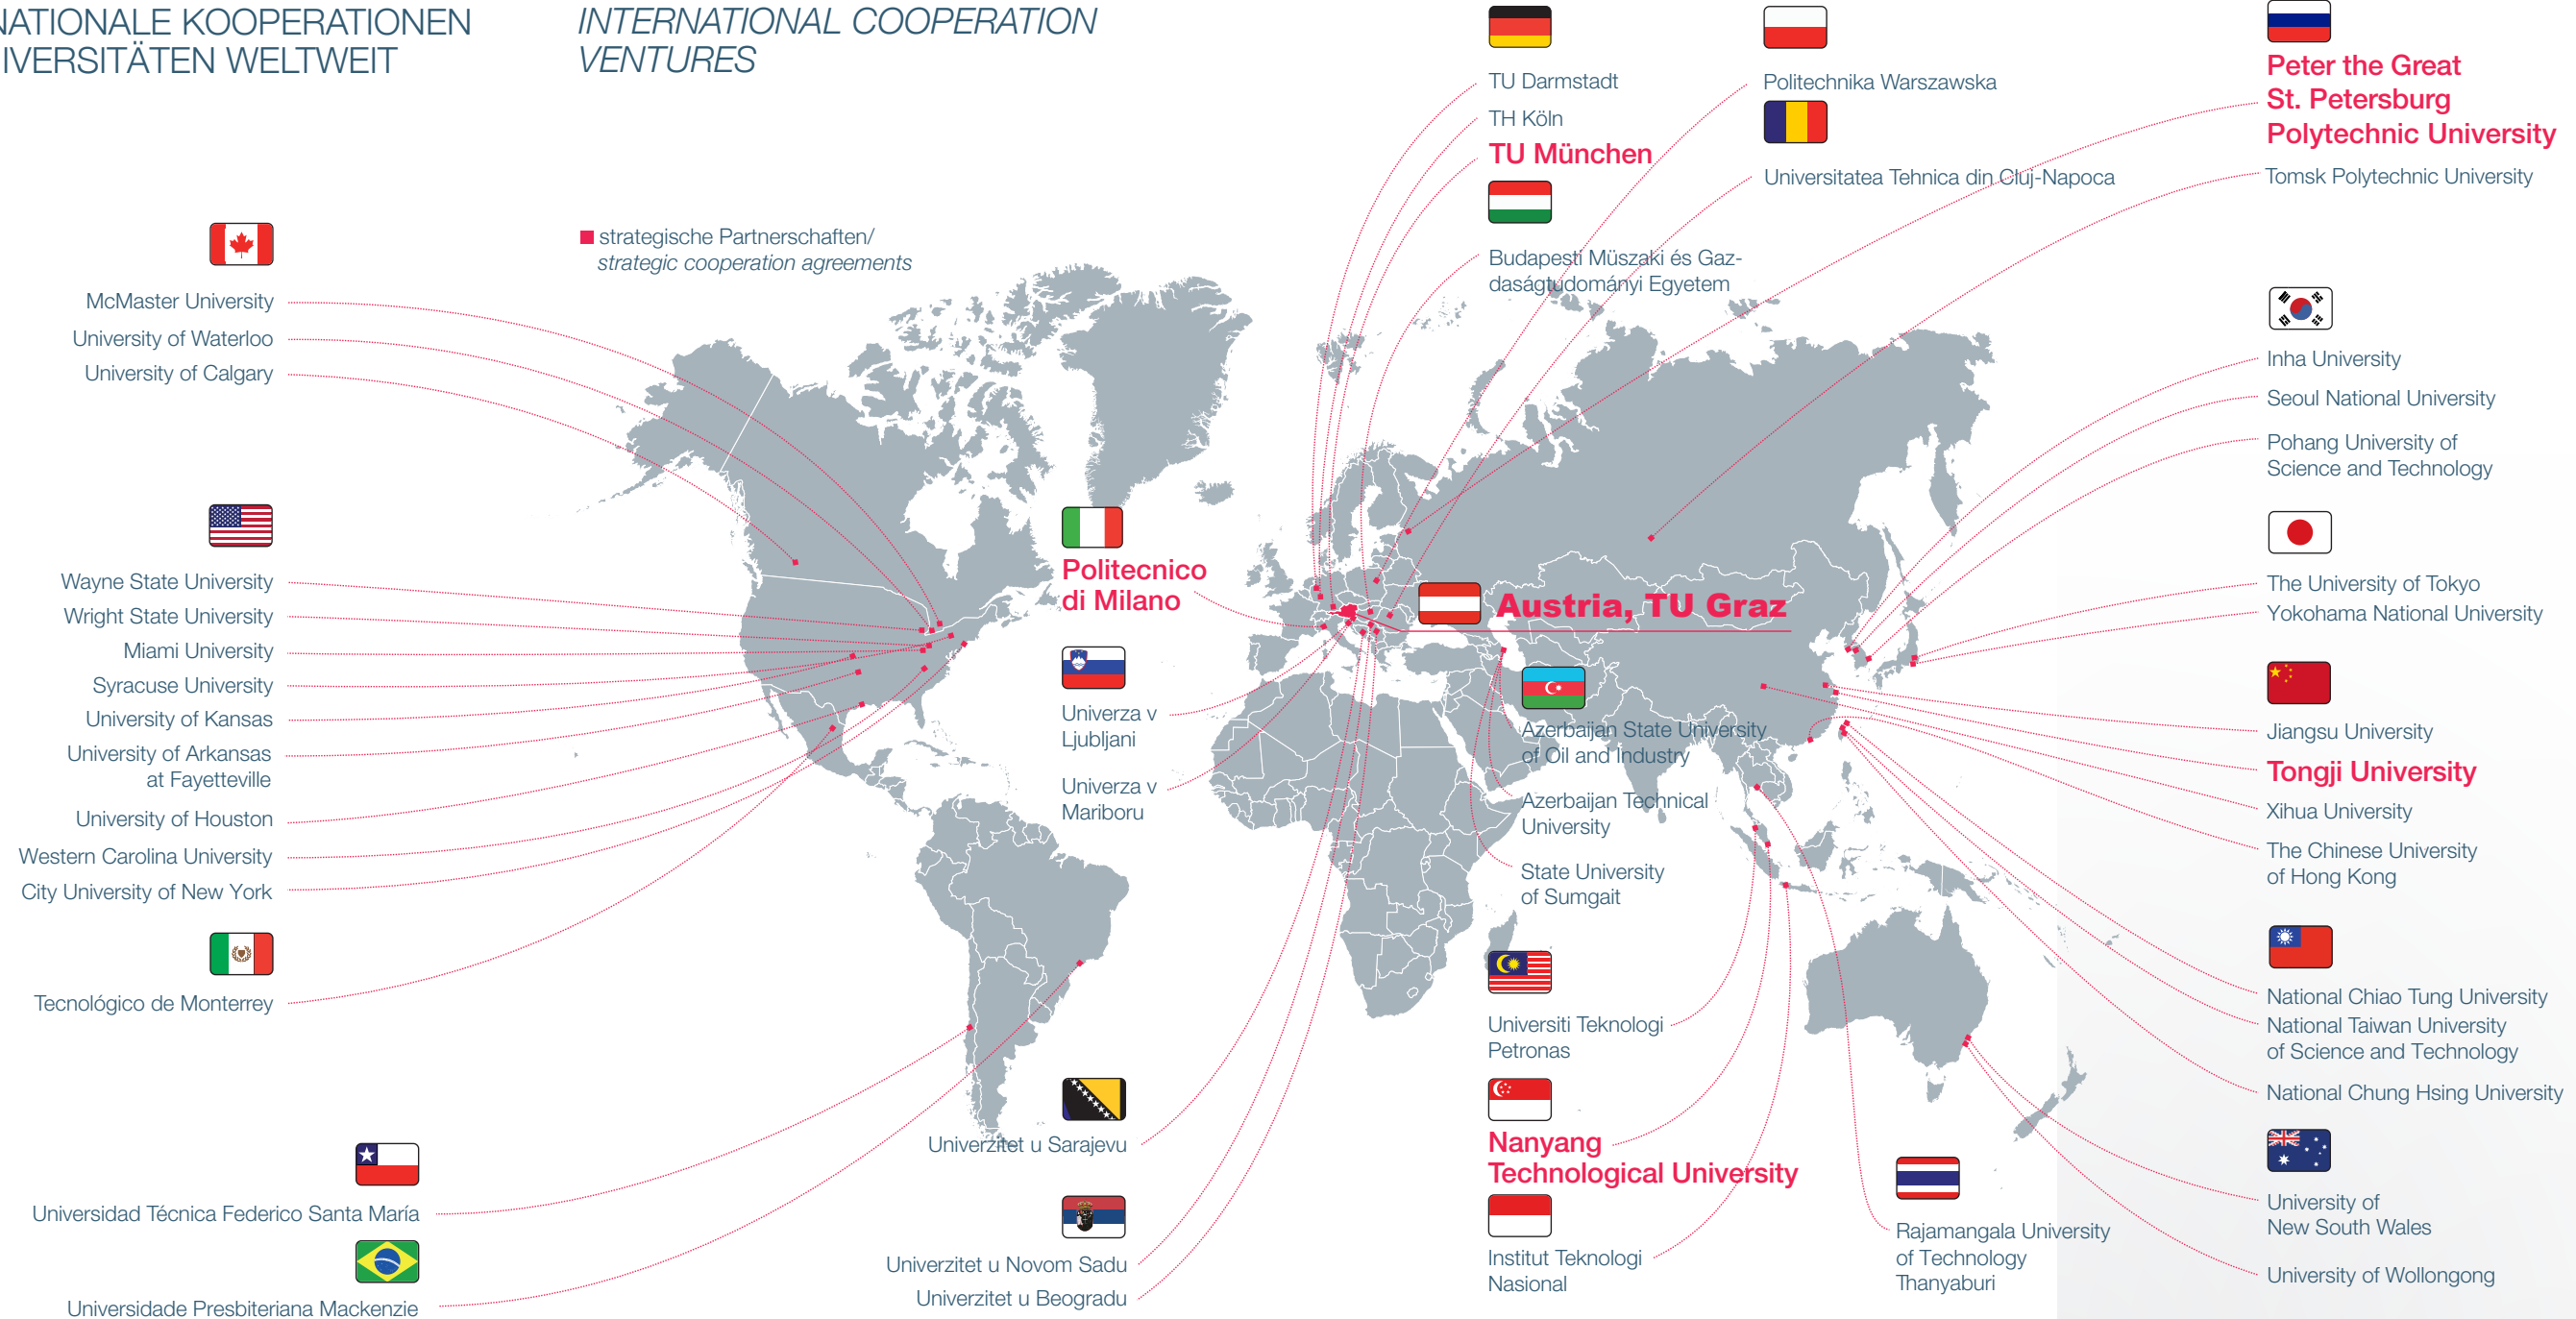 NATIONALE KOOPERATIONEN
IVERSITÄTEN WELTWEIT
INTERNATIONAL COOPERATION
VENTURES
strategische Partnerschaften/
strategic cooperation agreements
McMaster University
University of Waterloo
University of Calgary
Wayne State University
Wright State University
Miami University
Syracuse University
University of Kansas
University of Arkansas
at Fayetteville
University of Houston
Western Carolina University
City University of New York
Tecnológico de Monterrey
Universidad Técnica Federico Santa María
Universidade Presbiteriana Mackenzie
Politecnico
di Milano
Univerza v
Ljubljani
Univerza v
Mariboru
Univerzitet u Sarajevu
Univerzitet u Novom Sadu
Univerzitet u Beogradu
TU Darmstadt
TH Köln
TU München
Budapesti Müszaki és Gaz-
daságtudományi Egyetem
Politechnika Warszawska
Universitatea Tehnica din Cluj-Napoca
Austria, TU Graz
Azerbaijan State University
of Oil and Industry
Azerbaijan Technical
University
State University
of Sumgait
Universiti Teknologi
Petronas
Nanyang
Technological University
Institut Teknologi
Nasional
Rajamangala University
of Technology
Thanyaburi
Peter the Great
St. Petersburg
Polytechnic University
Tomsk Polytechnic University
Inha University
Seoul National University
Pohang University of
Science and Technology
The University of Tokyo
Yokohama National University
Jiangsu University
Tongji University
Xihua University
The Chinese University
of Hong Kong
National Chiao Tung University
National Taiwan University
of Science and Technology
National Chung Hsing University
University of
New South Wales
University of Wollongong